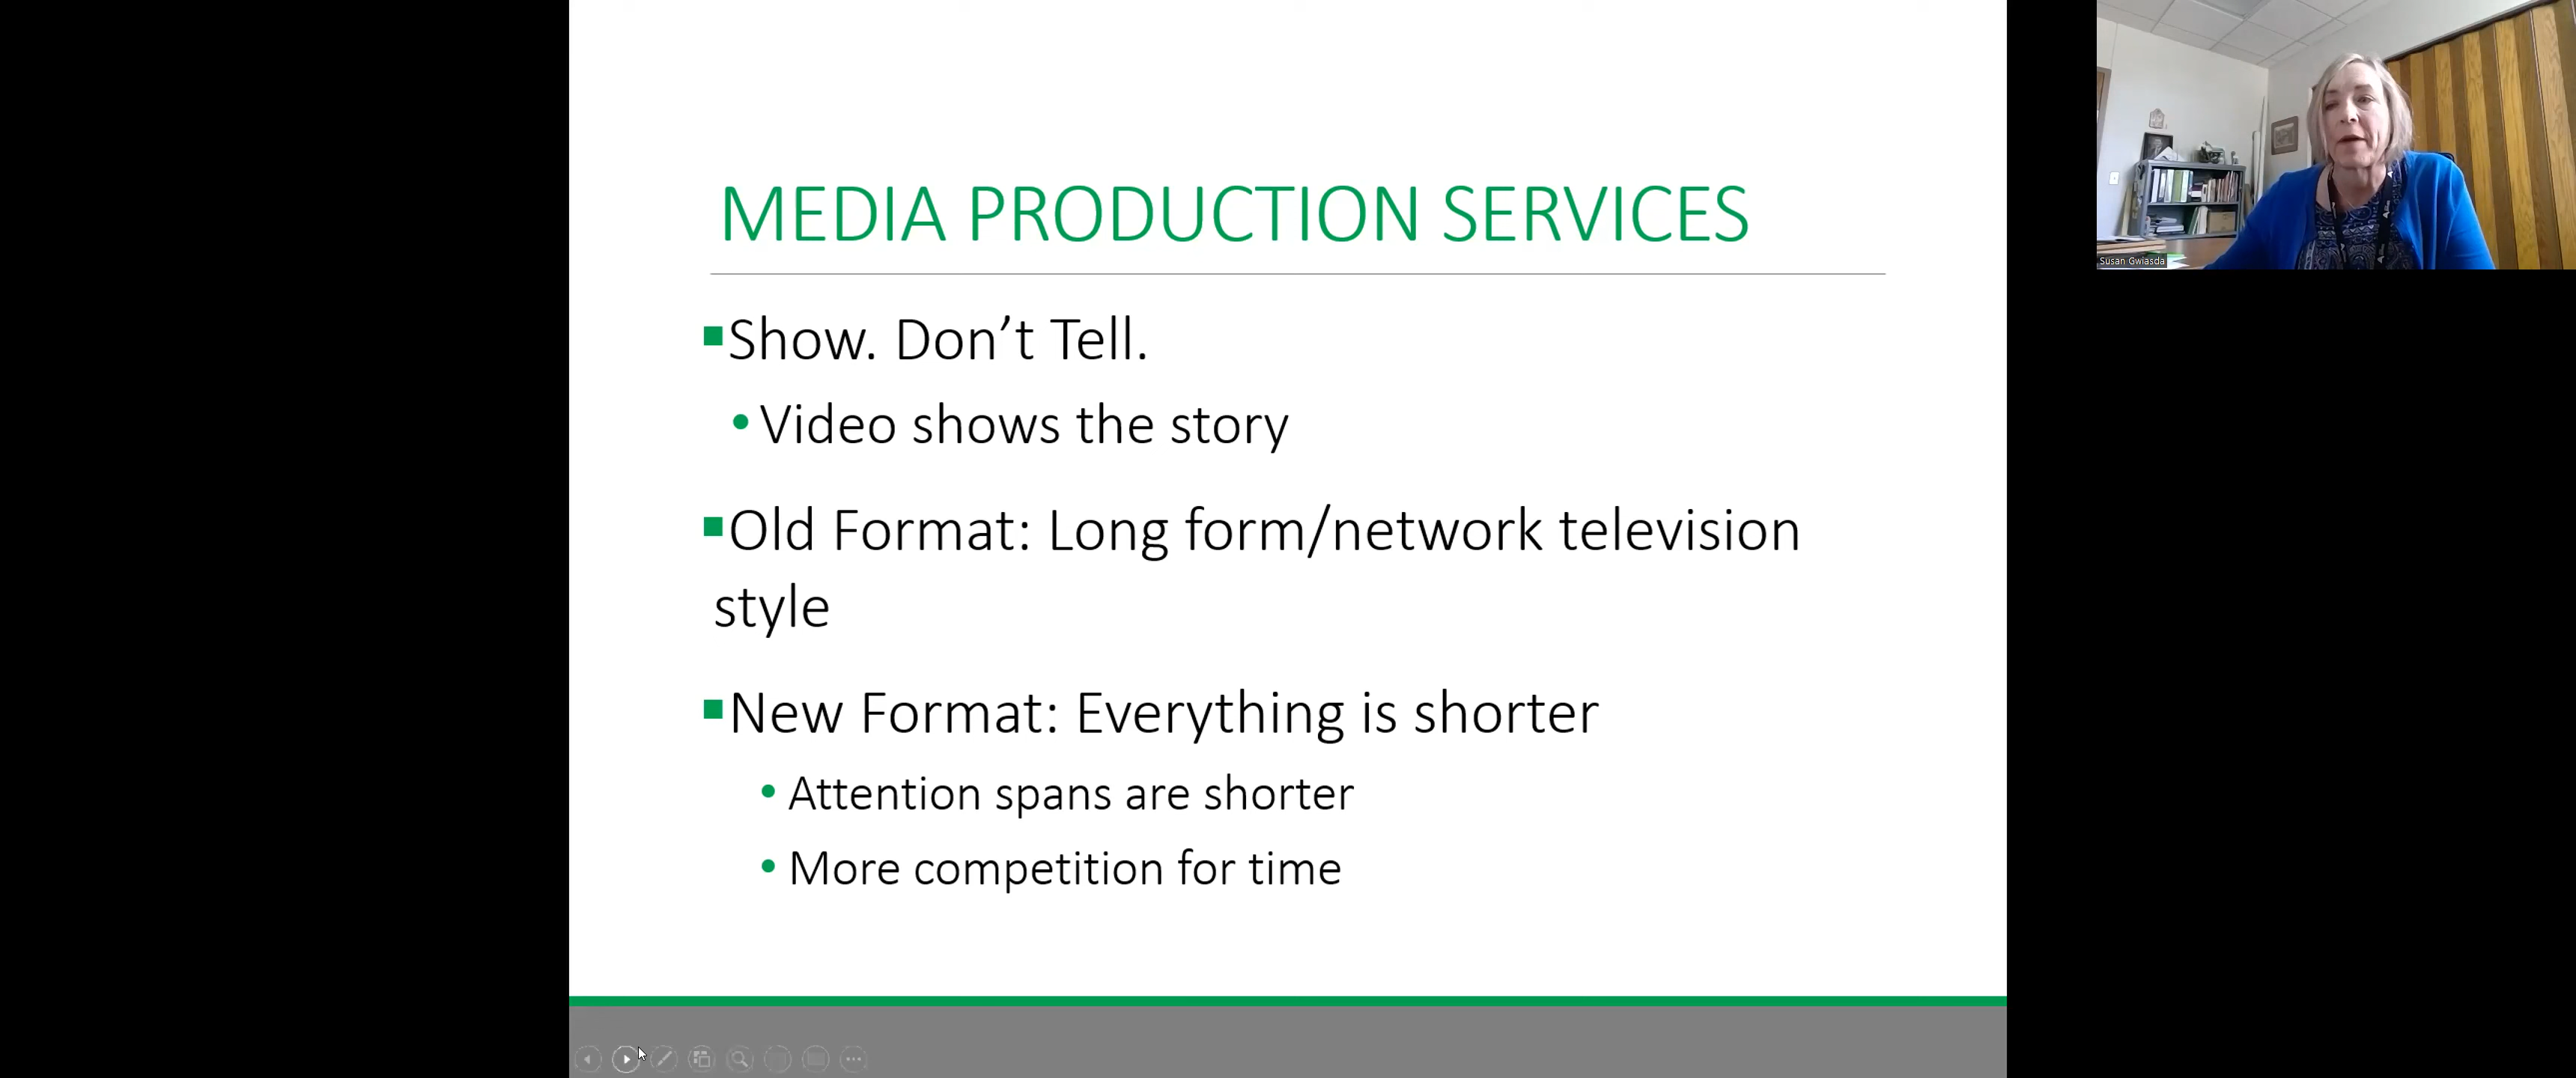 MEDIA PRODUCTION SERVICES
▪Show. Don’t Tell.
• Video shows the story
▪Old Format: Long form/network television
style
▪New Format: Everything is shorter
• Attention spans are shorter
• More competition for time
Susan Gwiasda